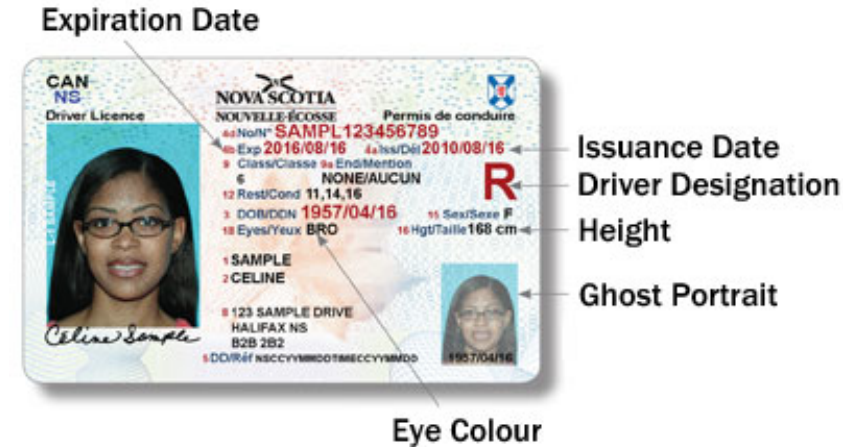 Expiration Date
CAN
NS
Driver Licence
NOVA SCOTIA
NOUVELLE-ÉCOSSE
Permis de conduire
4d No/N° SAMPL123456789
4b Exp 2016/08/16 4a Iss/Dél 2010/08/16
9 Class/Classe 9a End/Mention
6 NONE/AUCUN
R
12 Rest/Cond 11,14,16
3 DOB/DDN 1957/04/16 15 Sex/Sexe F
18 Eyes/Yeux BRO 16 Hgt/Taille 168 cm
1 SAMPLE
2 CELINE
8 123 SAMPLE DRIVE
HALIFAX NS
B2B 2B2
5 DD/Réf NSCCYYMMDDTIMECCYYMMDD
Celine Sample
1957/04/16
Issuance Date
Driver Designation
Height
Ghost Portrait
Eye Colour